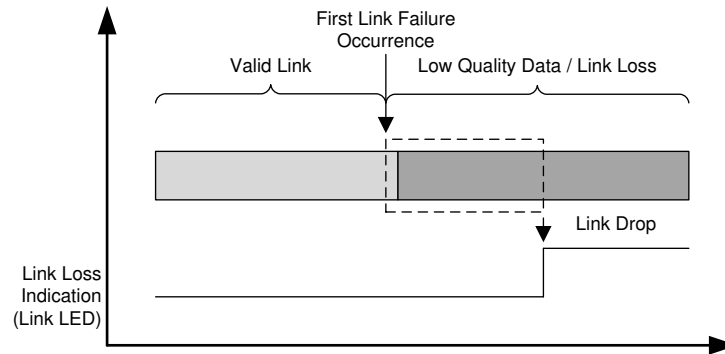 First Link Failure
Occurrence
Valid Link
Low Quality Data / Link Loss
Link Drop
Link Loss
Indication
(Link LED)